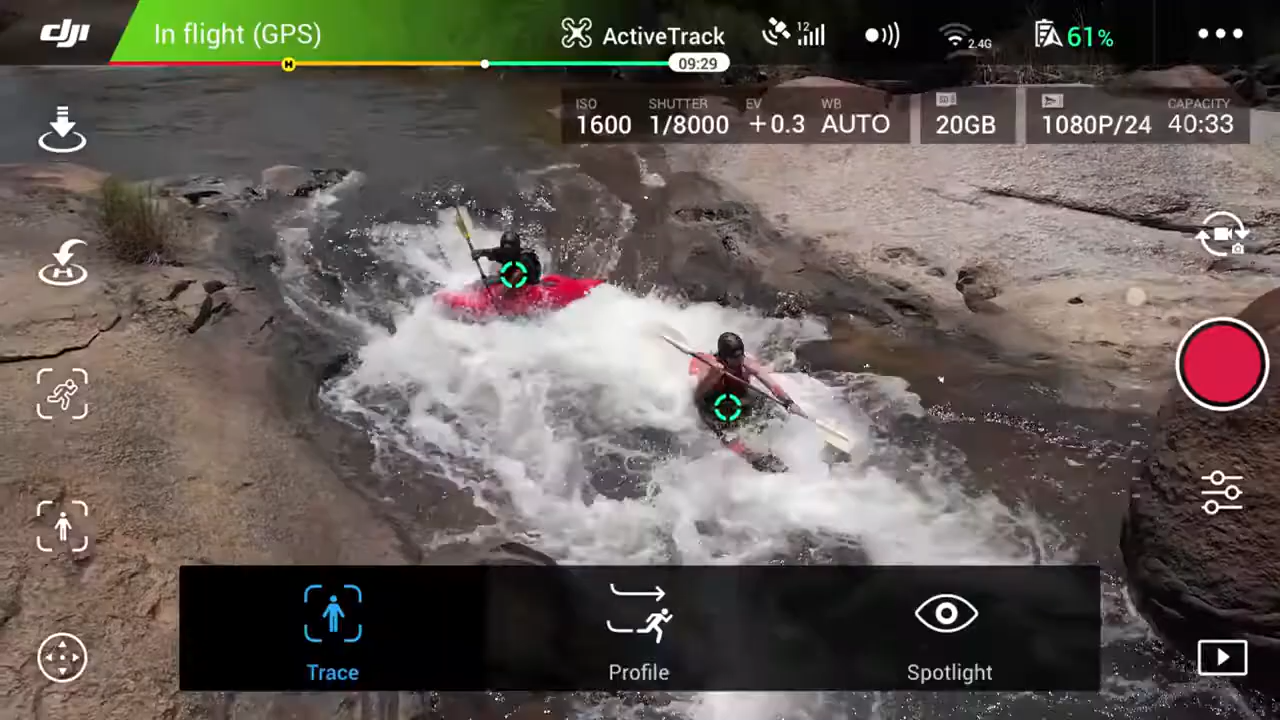 dji In flight (GPS) ActiveTrack 12 2.4G 61%
H 09:29
ISO SHUTTER EV WB CAPACITY
1600 1/8000 +0.3 AUTO 20GB 1080P/24 40:33
H
Trace Profile Spotlight